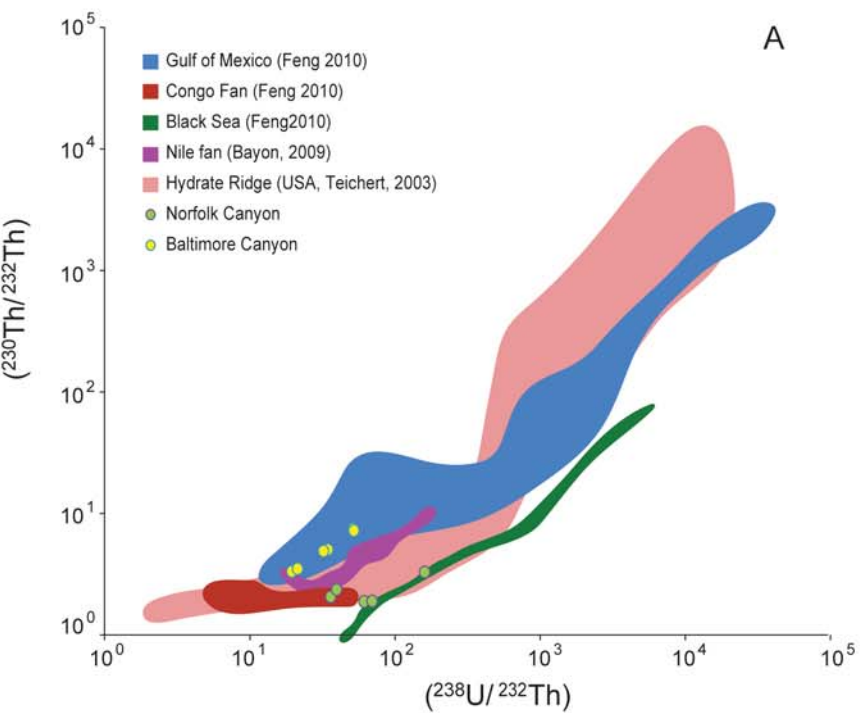 A
Gulf of Mexico (Feng 2010)
Congo Fan (Feng 2010)
Black Sea (Feng2010)
Nile fan (Bayon, 2009)
Hydrate Ridge (USA, Teichert, 2003)
Norfolk Canyon
Baltimore Canyon
(²³⁰Th/²³²Th)
10⁵
10⁴
10³
10²
10¹
10⁰
10⁰ 10¹ 10² 10³ 10⁴ 10⁵
(²³⁸U/²³²Th)